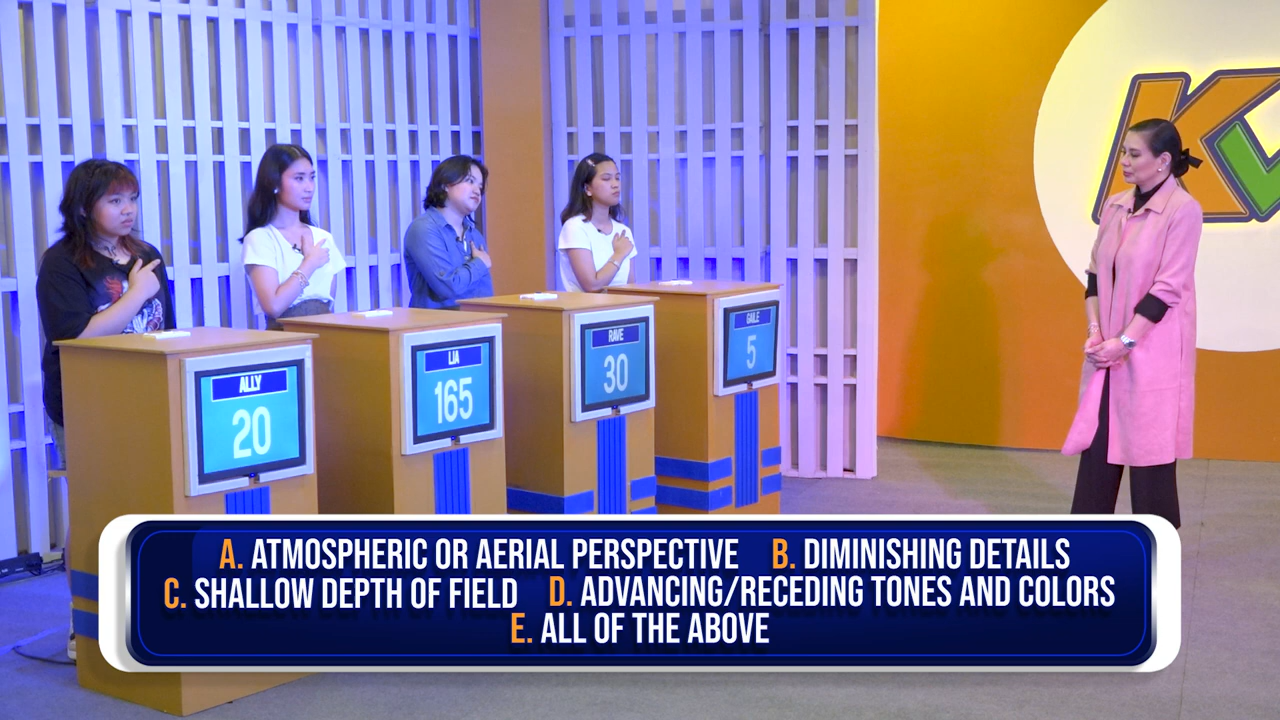 K
ALLY
20
LIA
165
RAVE
30
GAILE
5
A. ATMOSPHERIC OR AERIAL PERSPECTIVE B. DIMINISHING DETAILS
C. SHALLOW DEPTH OF FIELD D. ADVANCING/RECEDING TONES AND COLORS
E. ALL OF THE ABOVE